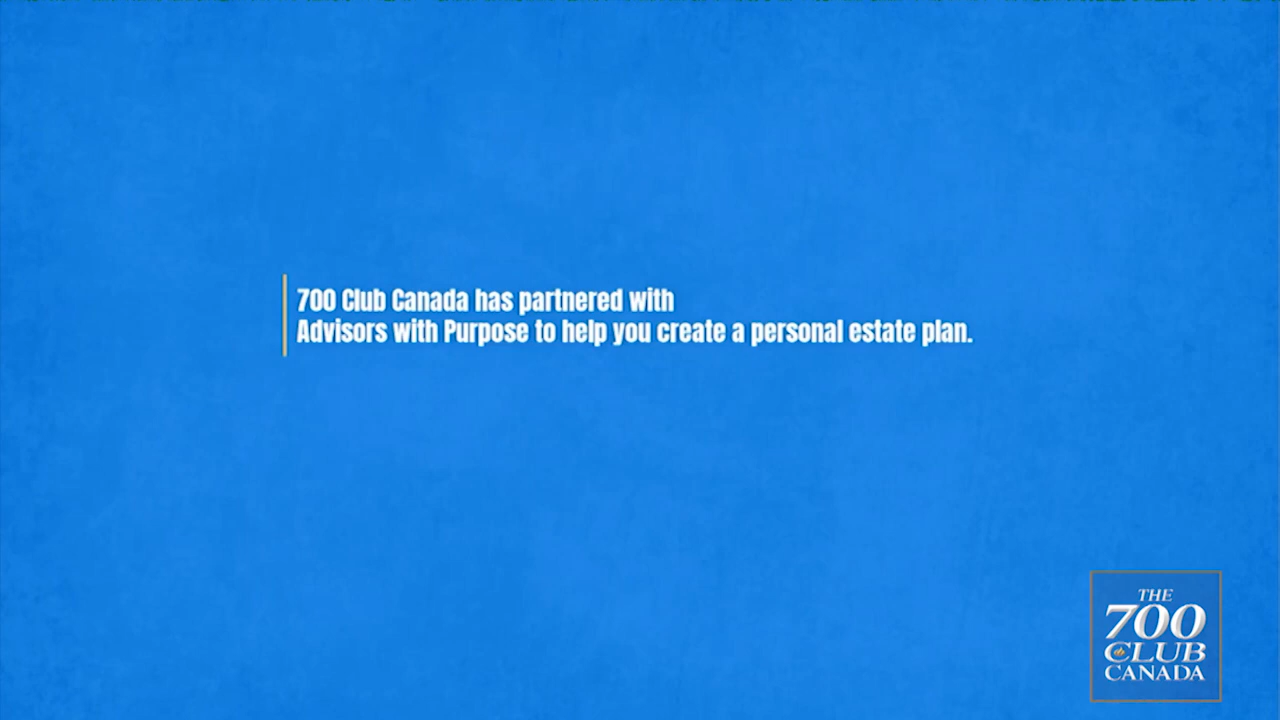 700 Club Canada has partnered with
Advisors with Purpose to help you create a personal estate plan.
THE
700
CLUB
CANADA